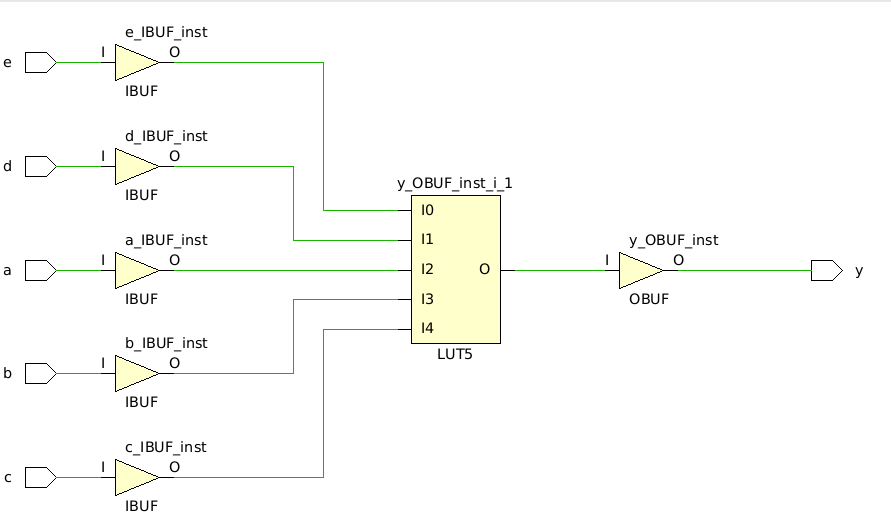 e_IBUF_inst
e I O
IBUF
d_IBUF_inst
d I O
IBUF
y_OBUF_inst_i_1
I0
a_IBUF_inst
I1
y_OBUF_inst
a I O
I2 O
I O
y
IBUF
I3
OBUF
I4
b_IBUF_inst
LUT5
b I O
IBUF
c_IBUF_inst
c I O
IBUF